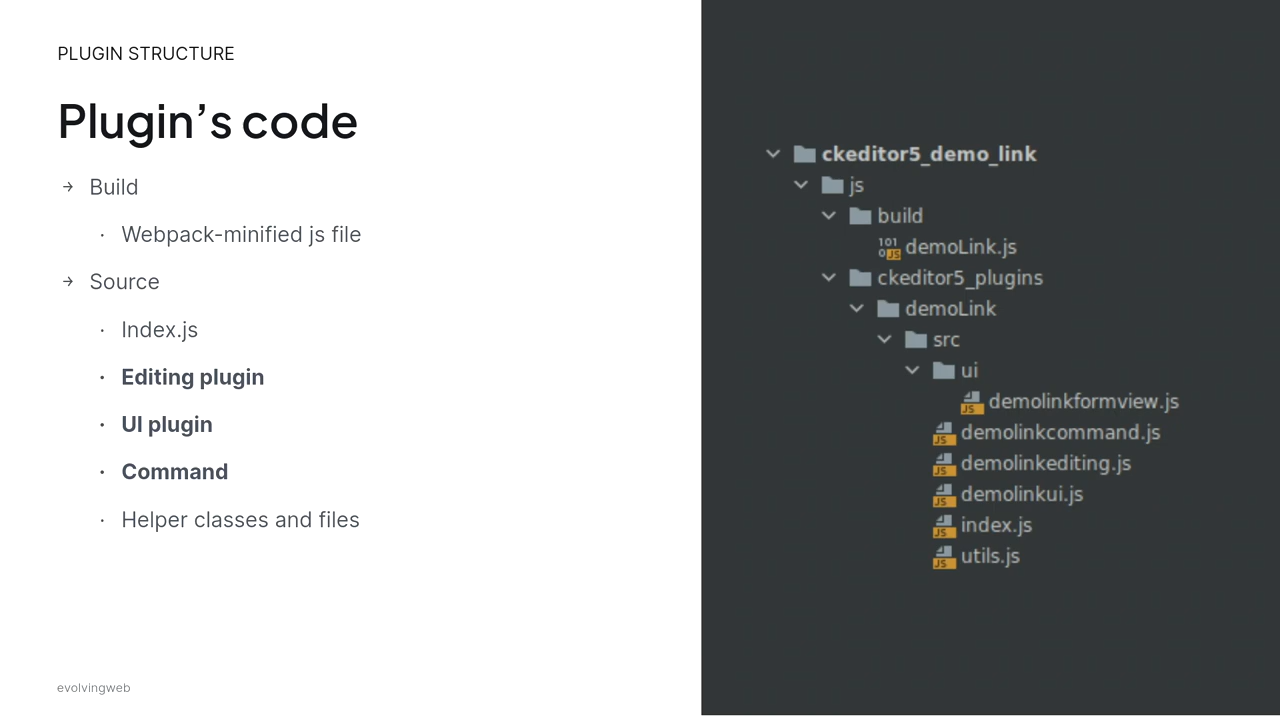 PLUGIN STRUCTURE
Plugin’s code
→ Build
· Webpack-minified js file
→ Source
· Index.js
· Editing plugin
· UI plugin
· Command
· Helper classes and files
evolvingweb
ckeditor5_demo_link
js
build
demoLink.js
ckeditor5_plugins
demoLink
src
ui
demolinkformview.js
demolinkcommand.js
demolinkediting.js
demolinkui.js
index.js
utils.js